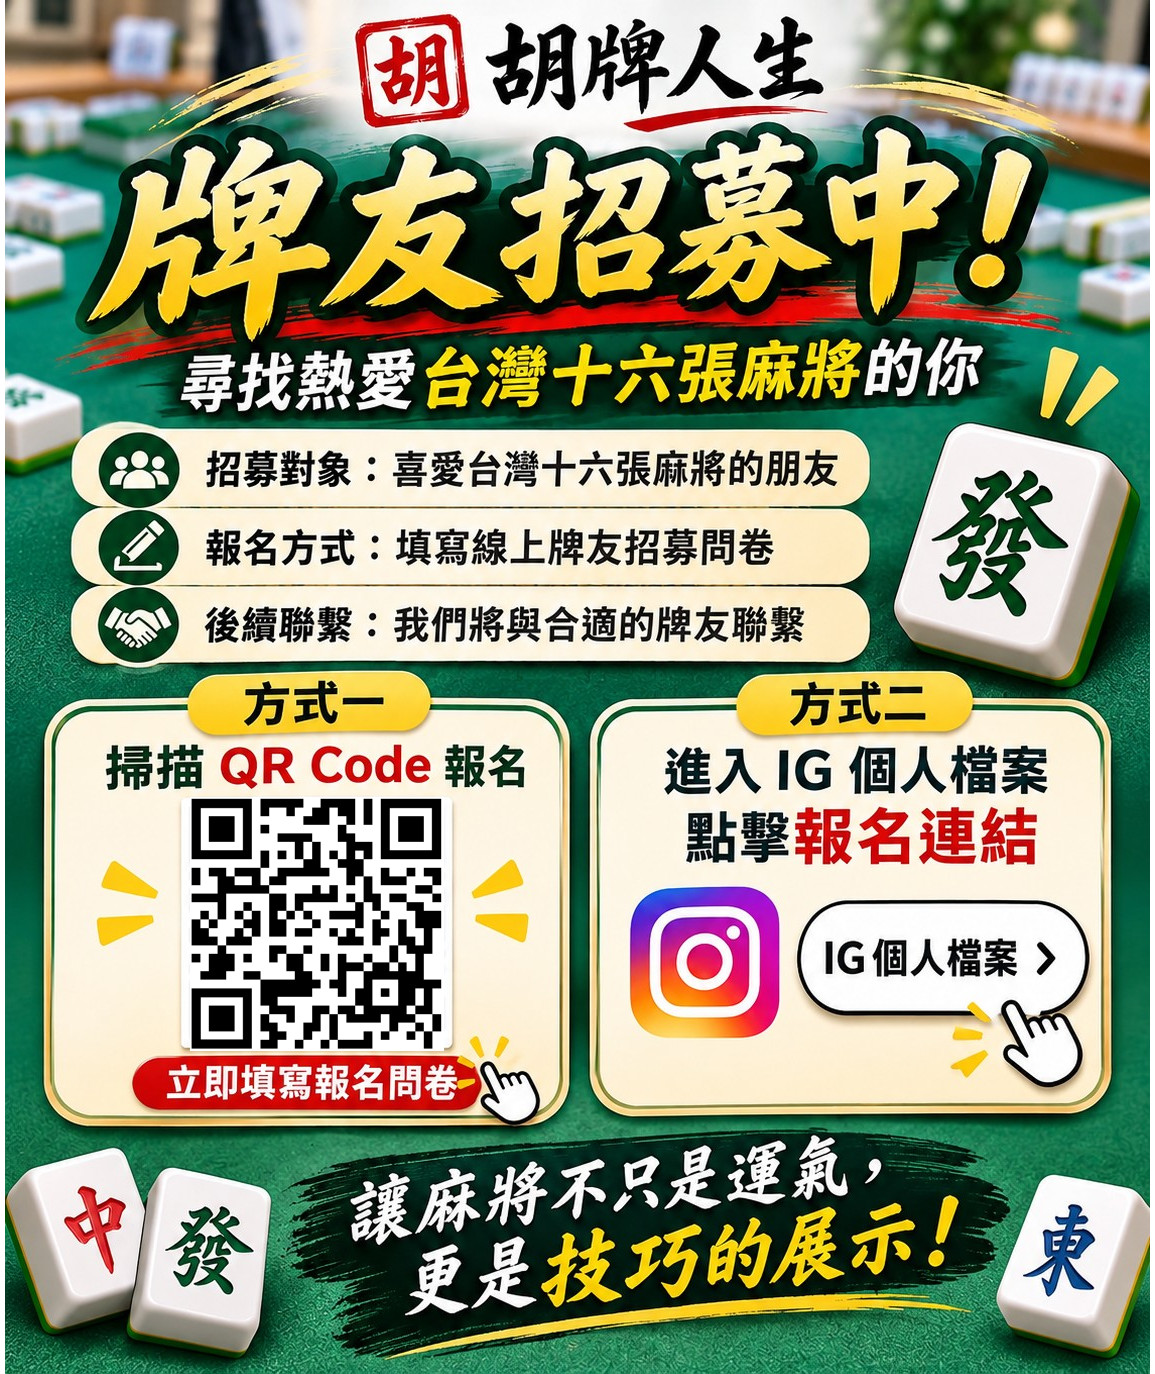 胡 胡牌人生
牌友招募中！
尋找熱愛台灣十六張麻將的你
招募對象：喜愛台灣十六張麻將的朋友
報名方式：填寫線上牌友招募問卷
後續聯繫：我們將與合適的牌友聯繫
發
方式一
掃描 QR Code 報名
立即填寫報名問卷
方式二
進入 IG 個人檔案
點擊報名連結
IG 個人檔案
讓麻將不只是運氣，
更是技巧的展示！
中
發
東